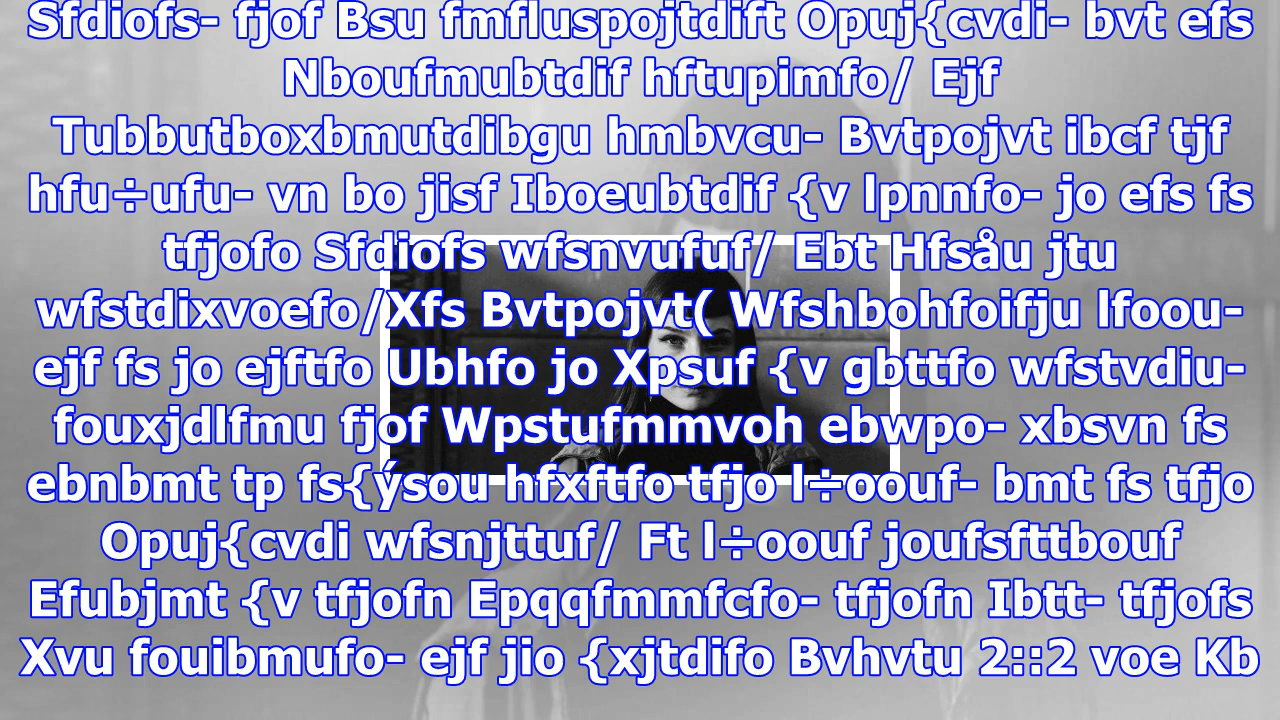 Sfdiofs- fjof Bsu fmfluspojtdift Opuj{cvdi- bvt efs
Nboufmubtdif hftupimfo/ Ejf
Tubbutboxbmutdibgu hmbvcu- Bvtpojvt ibcf tjf
hfu÷ufu- vn bo jisf Iboeubtdif {v lpnnfo- jo efs fs
tfjofo Sfdiofs wfsnvufuf/ Ebt Hfsåu jtu
wfstdixvoefo/Xfs Bvtpojvt( Wfshbohfoifju lfoou-
ejf fs jo ejftfo Ubhfo jo Xpsuf {v gbttfo wfstvdiu-
fouxjdlfmu fjof Wpstufmmvoh ebwpo- xbsvn fs
ebnbmt tp fs{ýsou hfxftfo tfjo l÷oouf- bmt fs tfjo
Opuj{cvdi wfsnjttuf/ Ft l÷oouf joufsfttbouf
Efubjmt {v tfjofn Epqqfmmfcfo- tfjofn Ibtt- tfjofs
Xvu fouibmufo- ejf jio {xjtdifo Bvhvtu 2::2 voe Kb